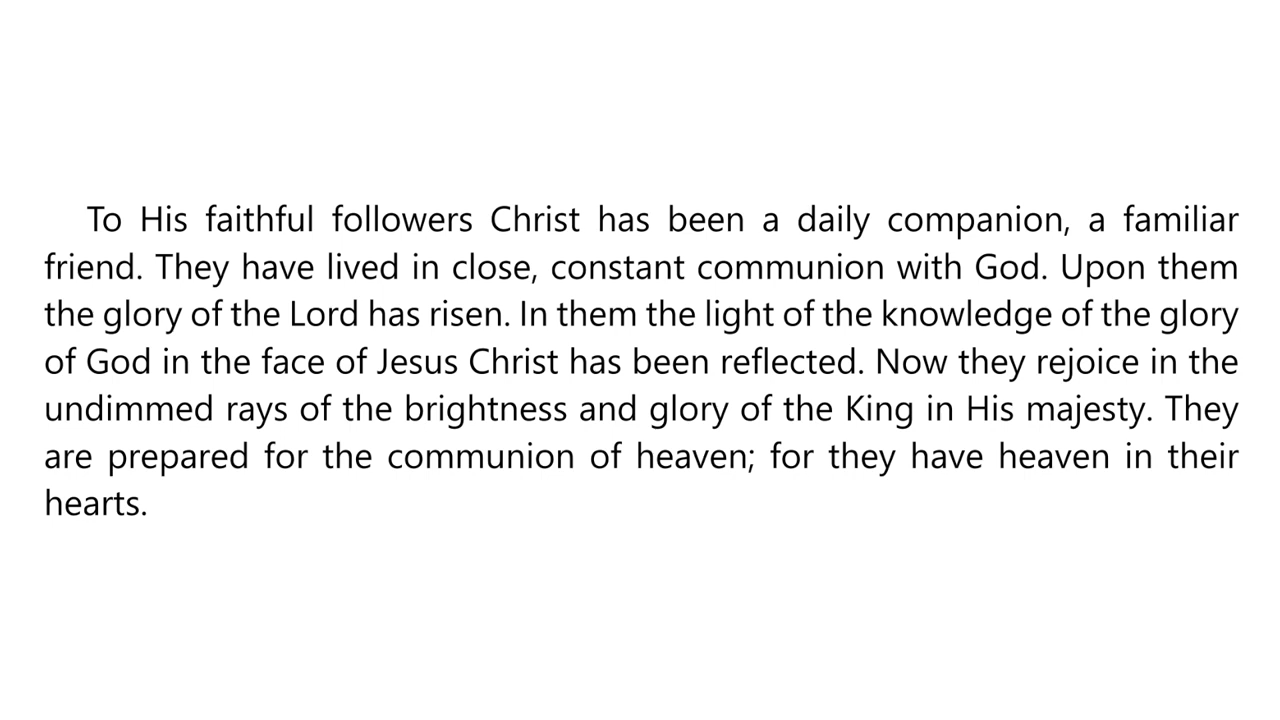 To His faithful followers Christ has been a daily companion, a familiar
friend. They have lived in close, constant communion with God. Upon them
the glory of the Lord has risen. In them the light of the knowledge of the glory
of God in the face of Jesus Christ has been reflected. Now they rejoice in the
undimmed rays of the brightness and glory of the King in His majesty. They
are prepared for the communion of heaven; for they have heaven in their
hearts.